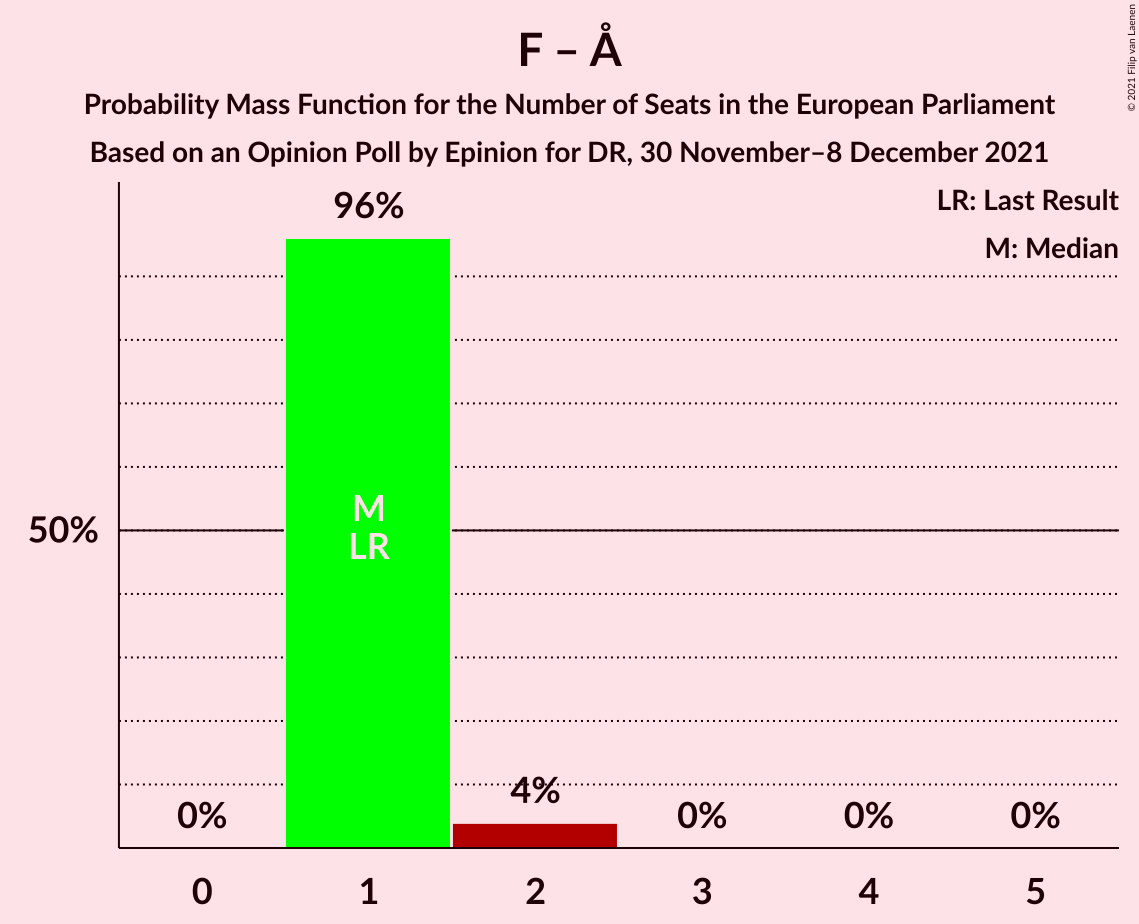 F – Å
Probability Mass Function for the Number of Seats in the European Parliament
Based on an Opinion Poll by Epinion for DR, 30 November–8 December 2021
© 2021 Filip van Laenen
LR: Last Result
M: Median
96%
M
LR
50%
4%
0%
0%
0%
0%
0 1 2 3 4 5